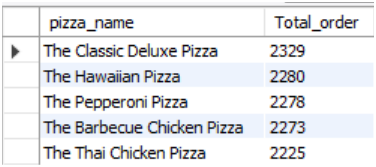 pizza_name Total_order
The Classic Deluxe Pizza 2329
The Hawaiian Pizza 2280
The Pepperoni Pizza 2278
The Barbecue Chicken Pizza 2273
The Thai Chicken Pizza 2225